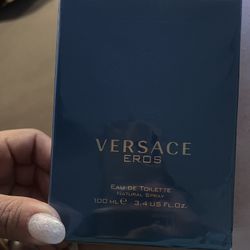 VERSACE
EROS
EAU DE TOILETTE
NATURAL SPRAY
100 ML ℮ 3.4 US FL.OZ.